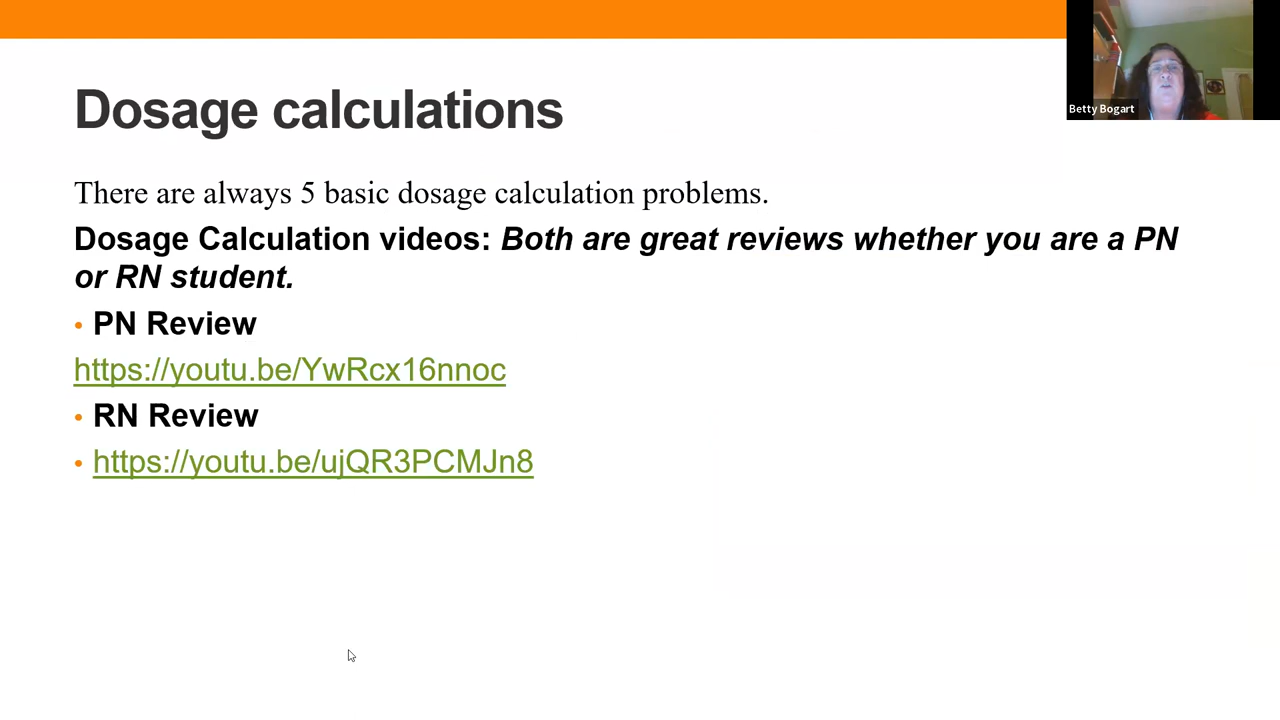 Dosage calculations
Betty Bogart
There are always 5 basic dosage calculation problems.
Dosage Calculation videos: Both are great reviews whether you are a PN
or RN student.
• PN Review
https://youtu.be/YwRcx16nnoc
• RN Review
• https://youtu.be/ujQR3PCMJn8